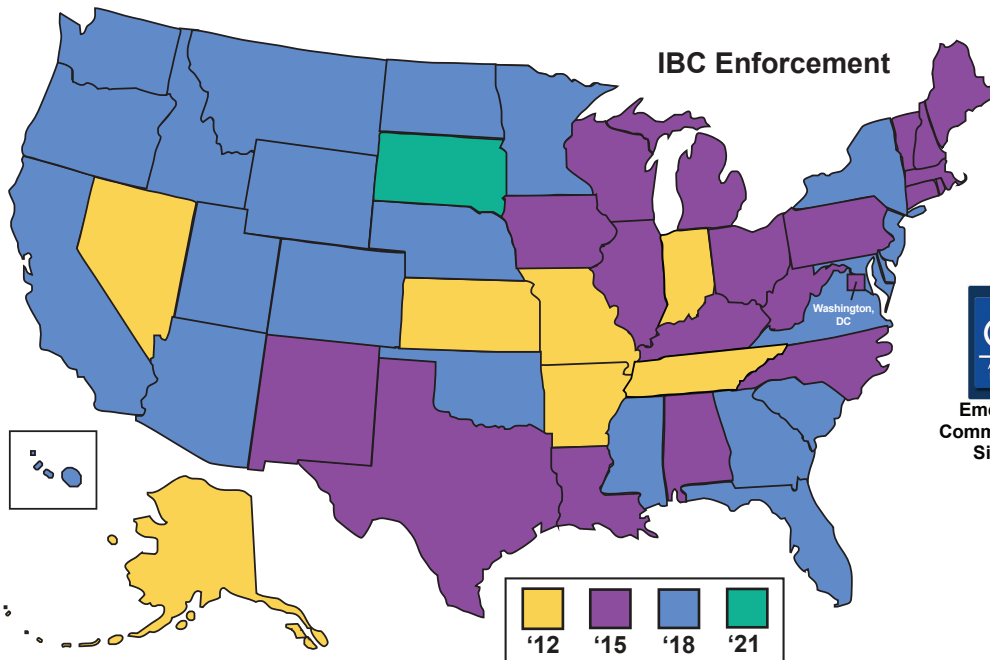 IBC Enforcement
Washington,
DC
‘12
‘15
‘18
‘21